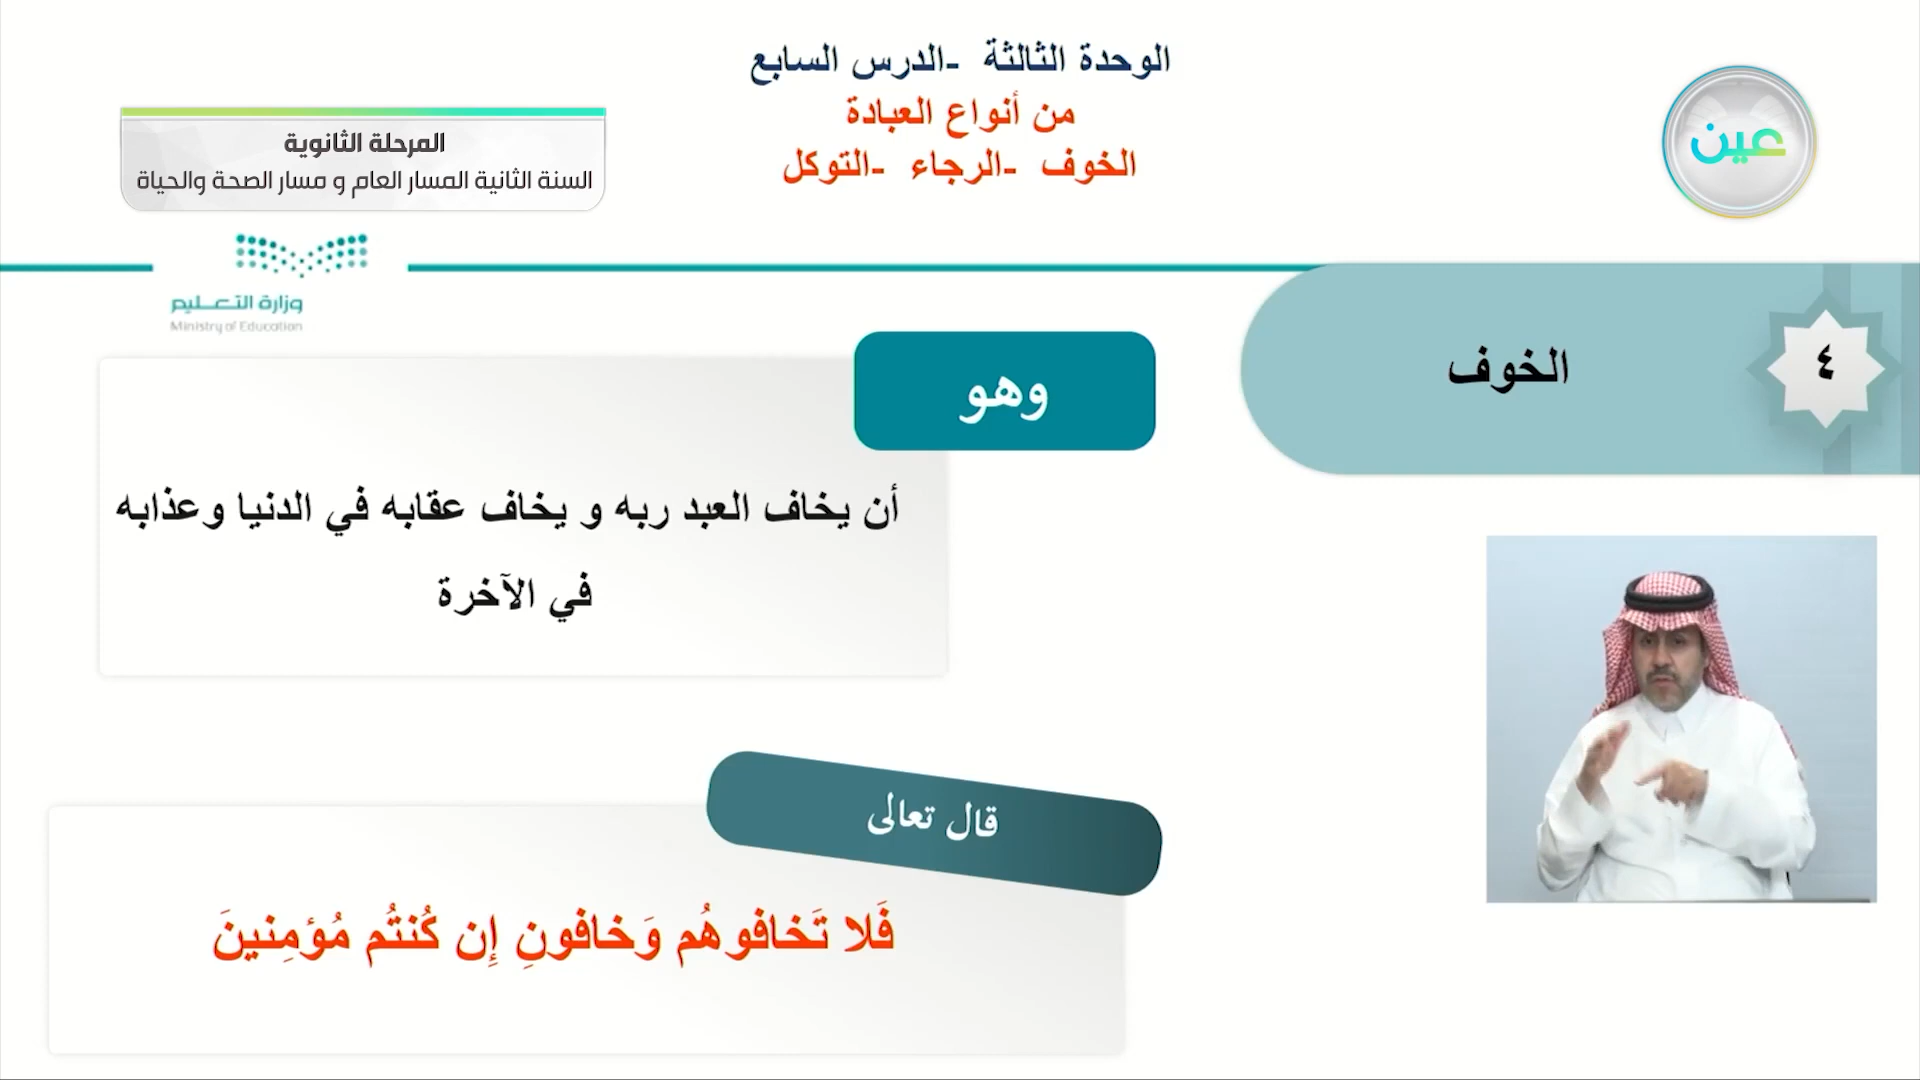 الوحدة الثالثة -الدرس السابع
من أنواع العبادة
الخوف -الرجاء -التوكل
عين
المرحلة الثانوية
السنة الثانية المسار العام و مسار الصحة والحياة
وزارة التعليم
Ministry of Education
٤
الخوف
وهو
أن يخاف العبد ربه و يخاف عقابه في الدنيا وعذابه
في الآخرة
قال تعالى
فَلا تَخافوهُم وَخافونِ إِن كُنتُم مُؤمِنينَ